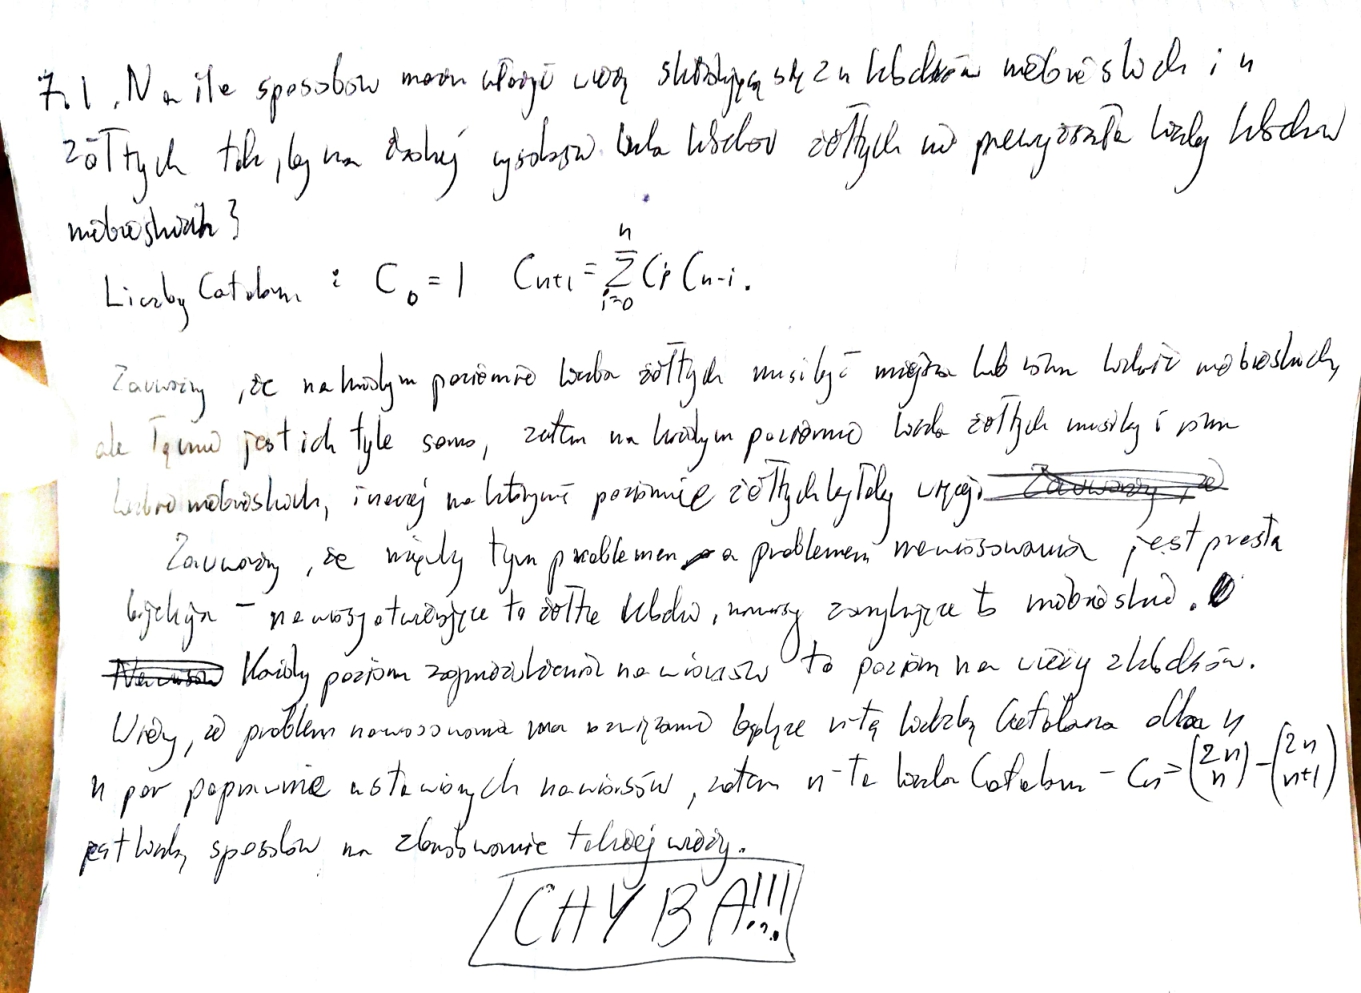 7.1. Na ile sposobów można ułożyć wieżę składającą się z n klocków niebieskich i n
żółtych tak, by na żadnej wysokości liczba klocków żółtych nie przewyższała liczby klocków
niebieskich?
Liczby Catalana : C_0 = 1 C_{n+1} = \sum_{i=0}^{n} C_i C_{n-i}.
Zauważmy, że na każdym poziomie liczba żółtych musi być mniejsza lub równa liczbie niebieskich,
ale łącznie jest ich tyle samo, zatem na każdym poziomie liczba żółtych musi być
niebieskich, inaczej na którymś poziomie żółtych byłoby więcej.
Zauważmy, że między tym problemem a problemem nawiasowania jest prosta
bijekcja – nawiasy otwierające to żółte klocki, nawiasy zamykające to niebieskie.
Każdy poziom zagnieżdżenia nawiasów to poziom na wieży z klocków.
Wiemy, że problem nawiasowania ma rozwiązanie będące n-tą liczbą Catalana dla
n par poprawnie ustawionych nawiasów, zatem n-ta liczba Catalana – C_n = \binom{2n}{n} - \binom{2n}{n+1}
jest liczbą sposobów na zbudowanie takiej wieży.
CHYBA!!!